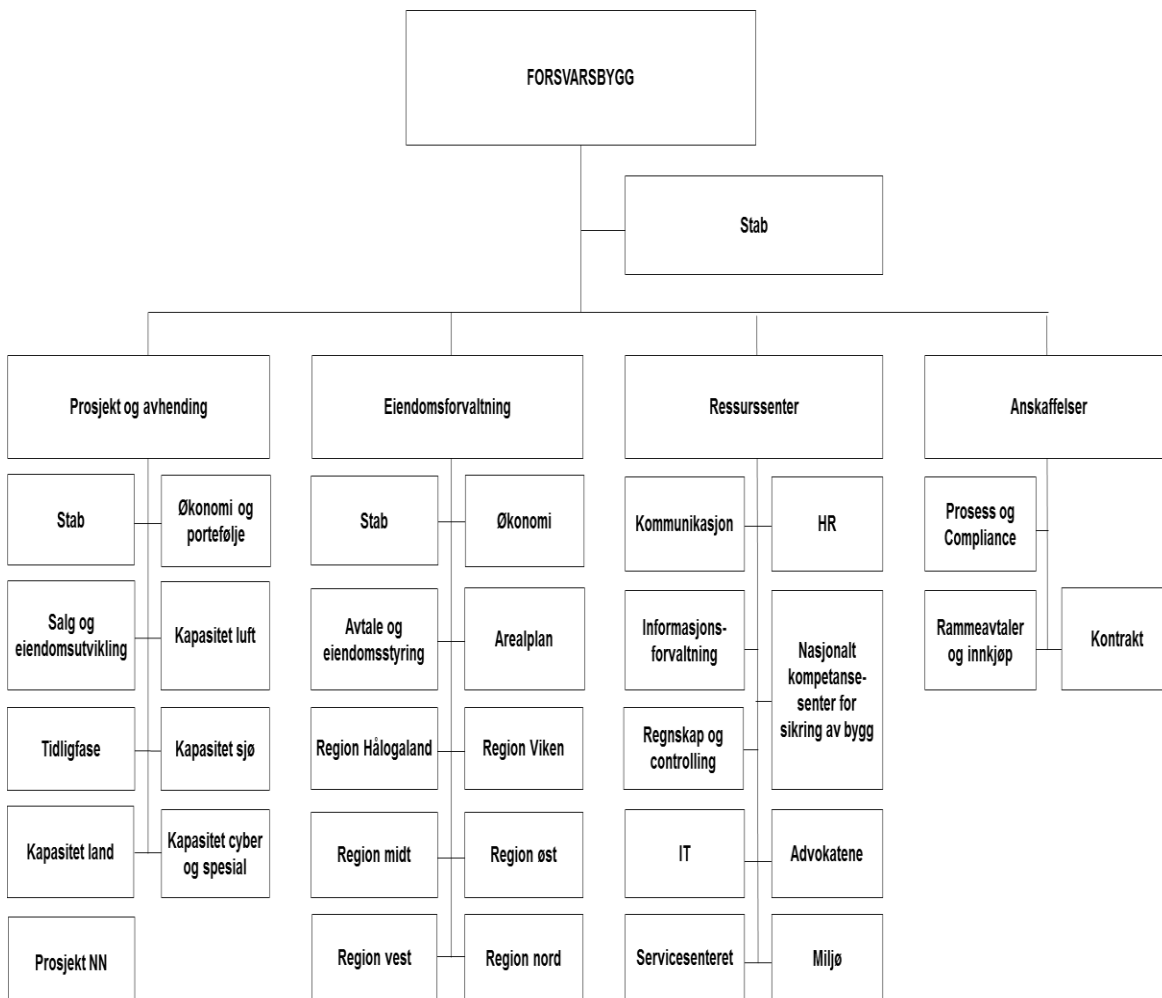 FORSVARSBYGG
Stab
Prosjekt og avhending
Eiendomsforvaltning
Ressurssenter
Anskaffelser
Stab
Økonomi og
portefølje
Salg og
eiendomsutvikling
Kapasitet luft
Tidligfase
Kapasitet sjø
Kapasitet land
Kapasitet cyber
og spesial
Prosjekt NN
Stab
Økonomi
Avtale og
eiendomsstyring
Arealplan
Region Hålogaland
Region Viken
Region midt
Region øst
Region vest
Region nord
Kommunikasjon
HR
Informasjons-
forvaltning
Nasjonalt
kompetanse-
senter for
sikring av bygg
Regnskap og
controlling
IT
Advokatene
Servicesenteret
Miljø
Prosess og
Compliance
Rammeavtaler
og innkjøp
Kontrakt